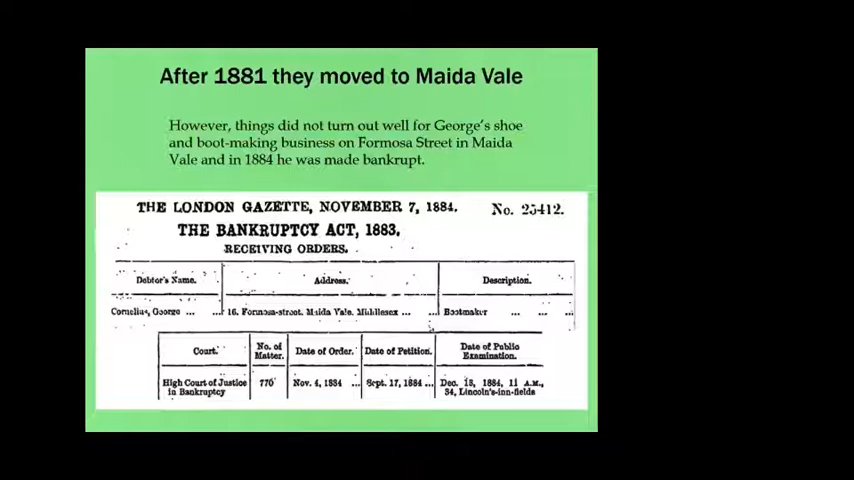 After 1881 they moved to Maida Vale
However, things did not turn out well for George's shoe
and boot-making business on Formosa Street in Maida
Vale and in 1884 he was made bankrupt.
THE LONDON GAZETTE, NOVEMBER 7, 1884. No. 25412.
THE BANKRUPTCY ACT, 1883.
RECEIVING ORDERS.
Debtor's Name. Address. Description.
Cornelius, George ... ... 16, Formosa-street, Maida Vale, Middlesex ... ... Bootmaker ... ... ...
Court. No. of Matter. Date of Order. Date of Petition. Date of Public Examination.
High Court of Justice in Bankruptcy 770 Nov. 4, 1884 ... Sept. 17, 1884 ... Dec. 18, 1884, 11 A.M., 34, Lincoln's-inn-fields